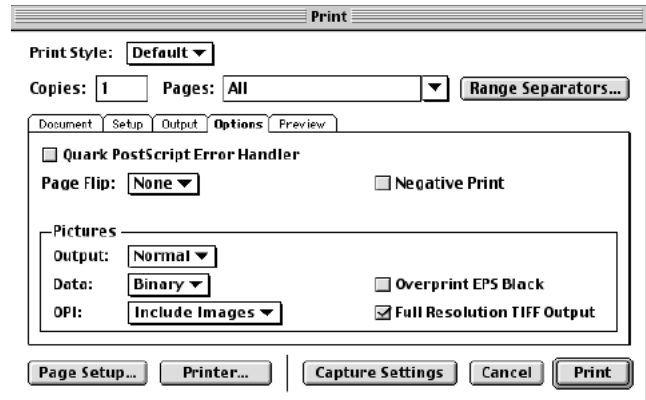 Print
Print Style: Default
Copies: 1 Pages: All Range Separators...
Document Setup Output Options Preview
Quark PostScript Error Handler
Page Flip: None Negative Print
Pictures
Output: Normal
Data: Binary Overprint EPS Black
OPI: Include Images Full Resolution TIFF Output
Page Setup... Printer... Capture Settings Cancel Print